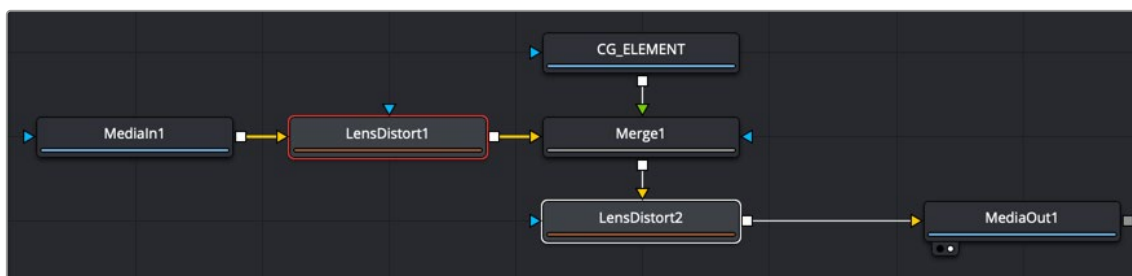 CG_ELEMENT
MediaIn1
LensDistort1
Merge1
LensDistort2
MediaOut1